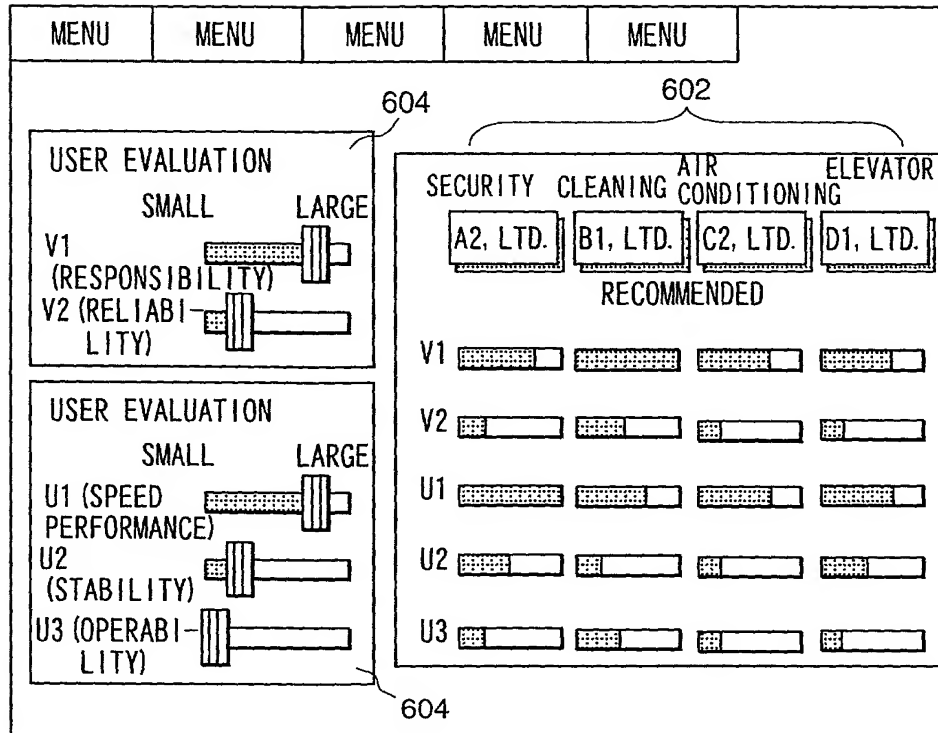 MENU MENU MENU MENU MENU
604
602
USER EVALUATION
SMALL LARGE
V1
(RESPONSIBILITY)
V2 (RELIABI-
LITY)
USER EVALUATION
SMALL LARGE
U1 (SPEED
PERFORMANCE)
U2
(STABILITY)
U3 (OPERABI-
LITY)
604
SECURITY CLEANING AIR
CONDITIONING ELEVATOR
A2, LTD. B1, LTD. C2, LTD. D1, LTD.
RECOMMENDED
V1
V2
U1
U2
U3